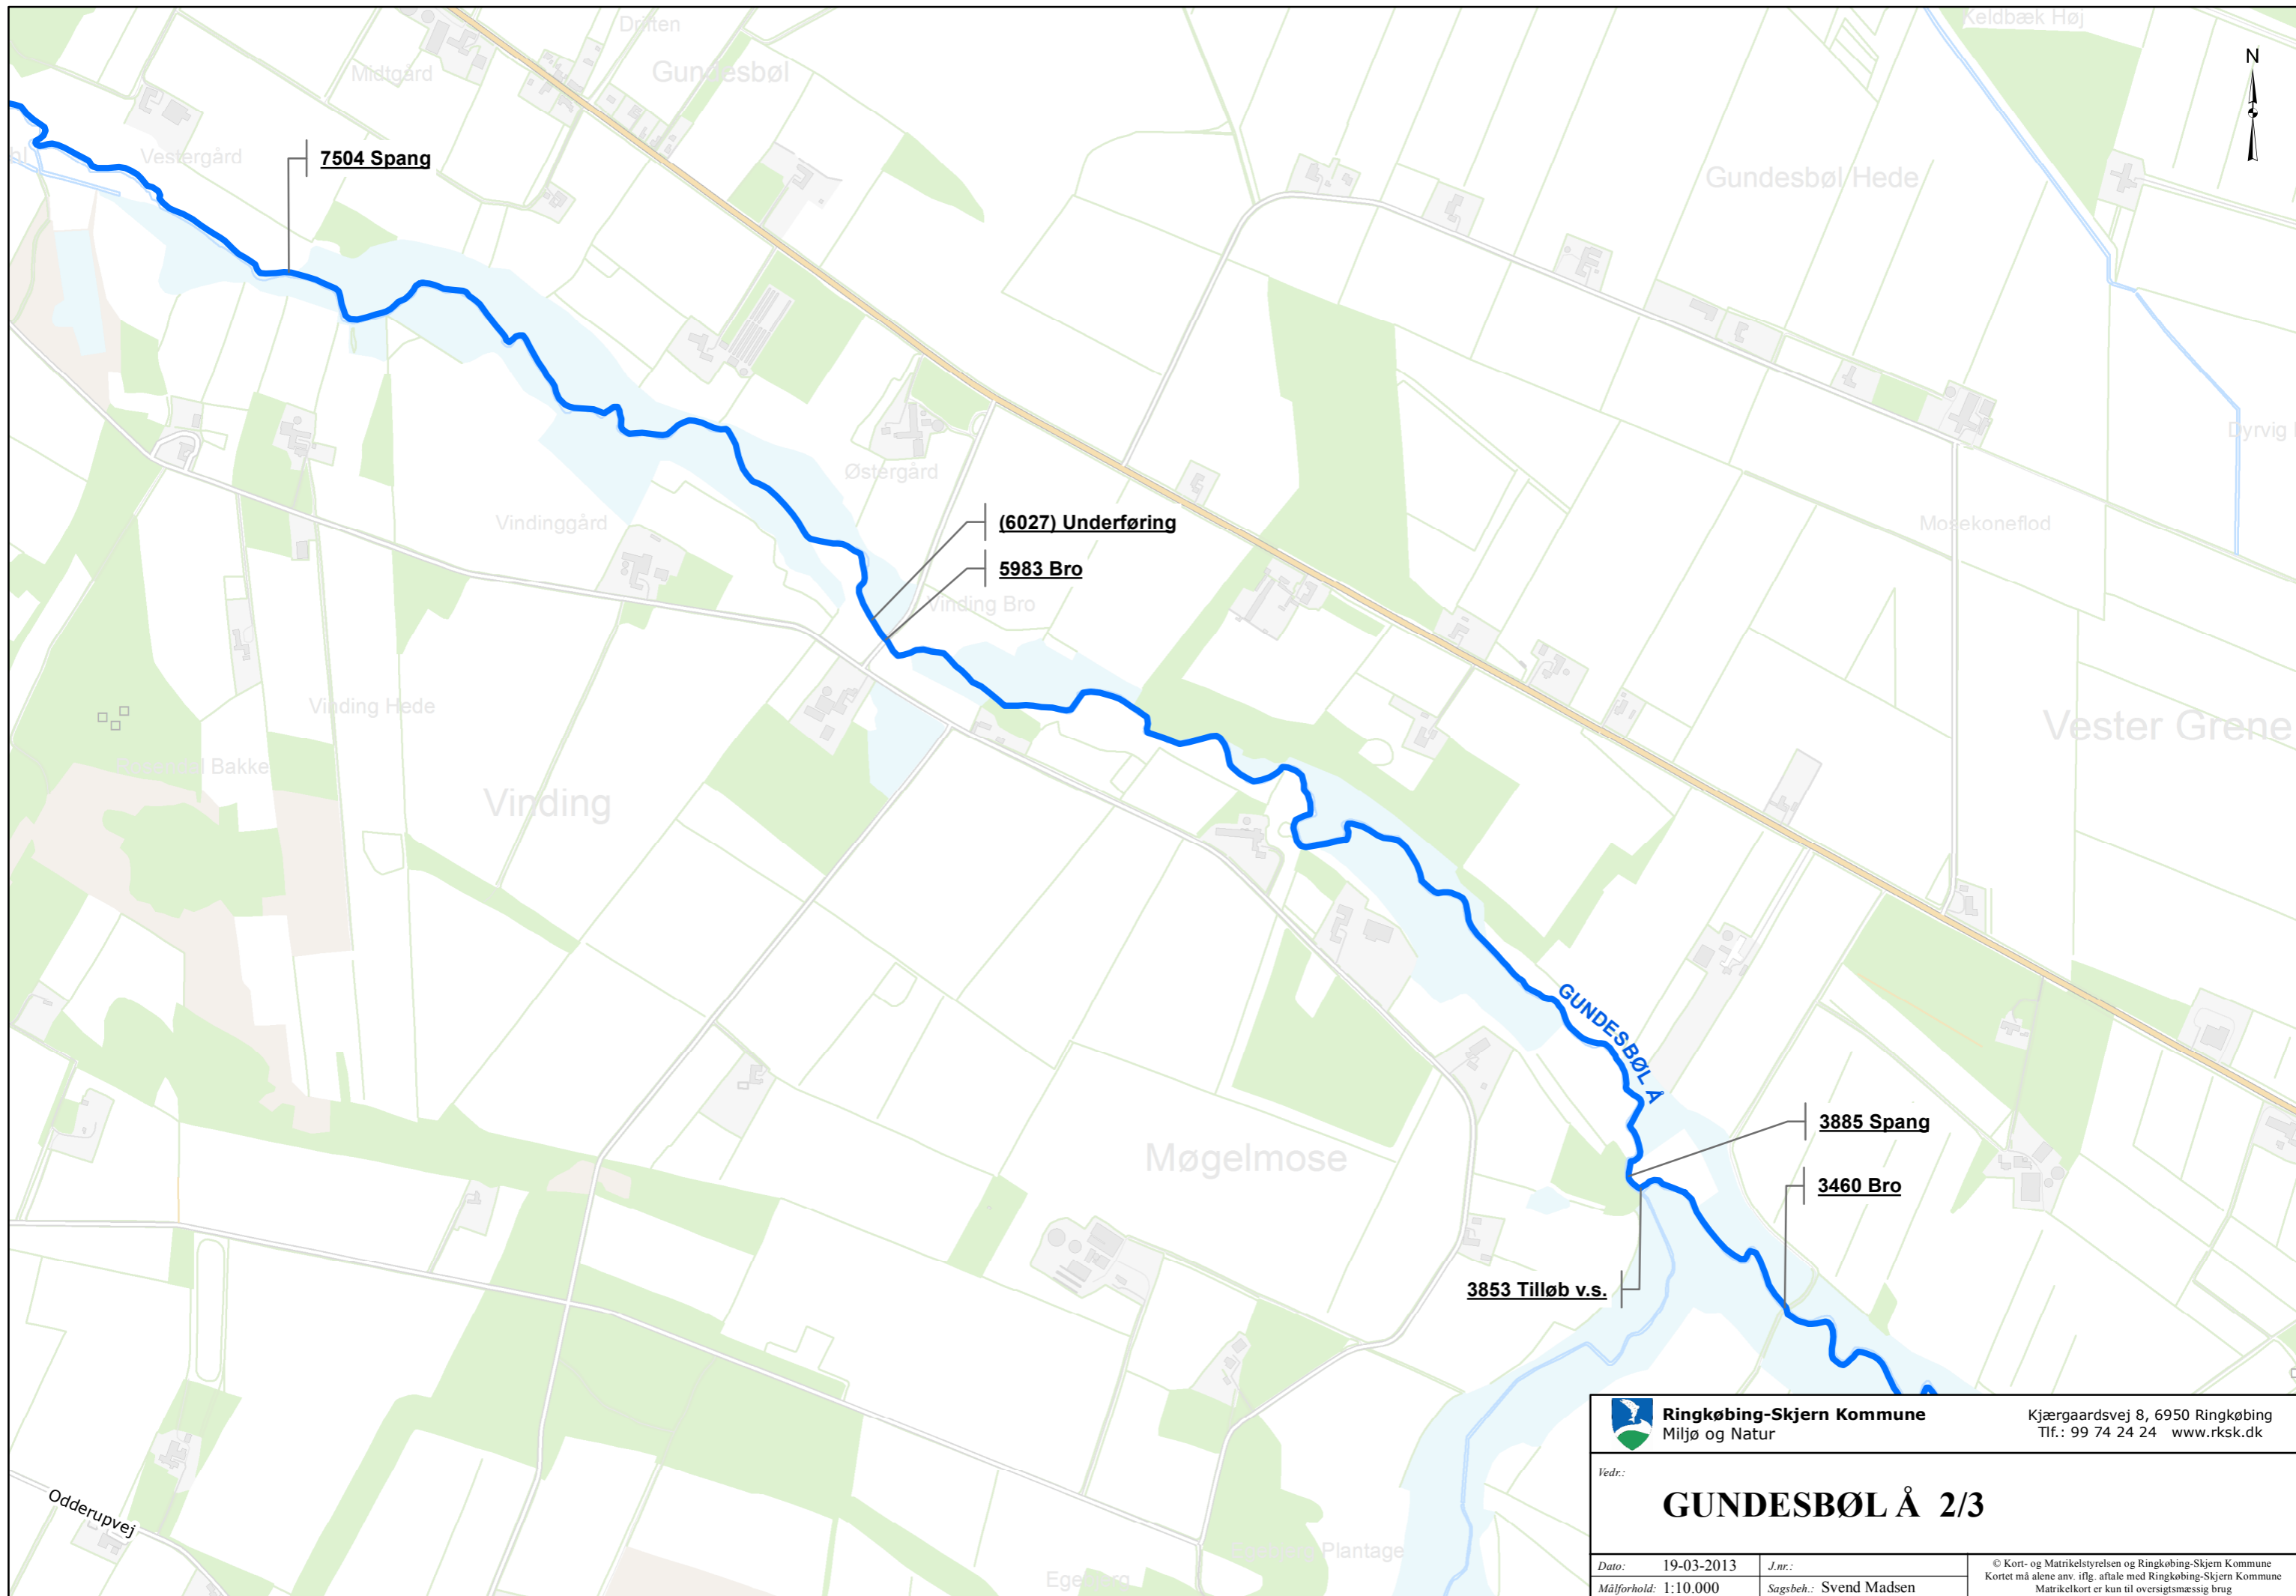 Driften
Keldbæk Høj
Midtgård
Gundesbøl
N
Vestergård
7504 Spang
Gundesbøl Hede
Dyrvig
Østergård
Vindinggård
(6027) Underføring
Mosekoneflod
5983 Bro
Vinding Bro
Vinding Hede
Vester Grene
Bakke
Vinding
GUNDESBØL Å
3885 Spang
Møgelmose
3460 Bro
3853 Tilløb v.s.
Odderupvej
Plantage
Egebjerg
Ringkøbing-Skjern Kommune
Miljø og Natur
Kjærgaardsvej 8, 6950 Ringkøbing
Tlf.: 99 74 24 24 www.rksk.dk
Vedr.:
GUNDESBØL Å 2/3
Dato: 19-03-2013
J.nr.:
Målforhold: 1:10.000
Sagsbeh.: Svend Madsen
© Kort- og Matrikelstyrelsen og Ringkøbing-Skjern Kommune
Kortet må alene anv. iflg. aftale med Ringkøbing-Skjern Kommune
Matrikelkort er kun til oversigtsmæssig brug